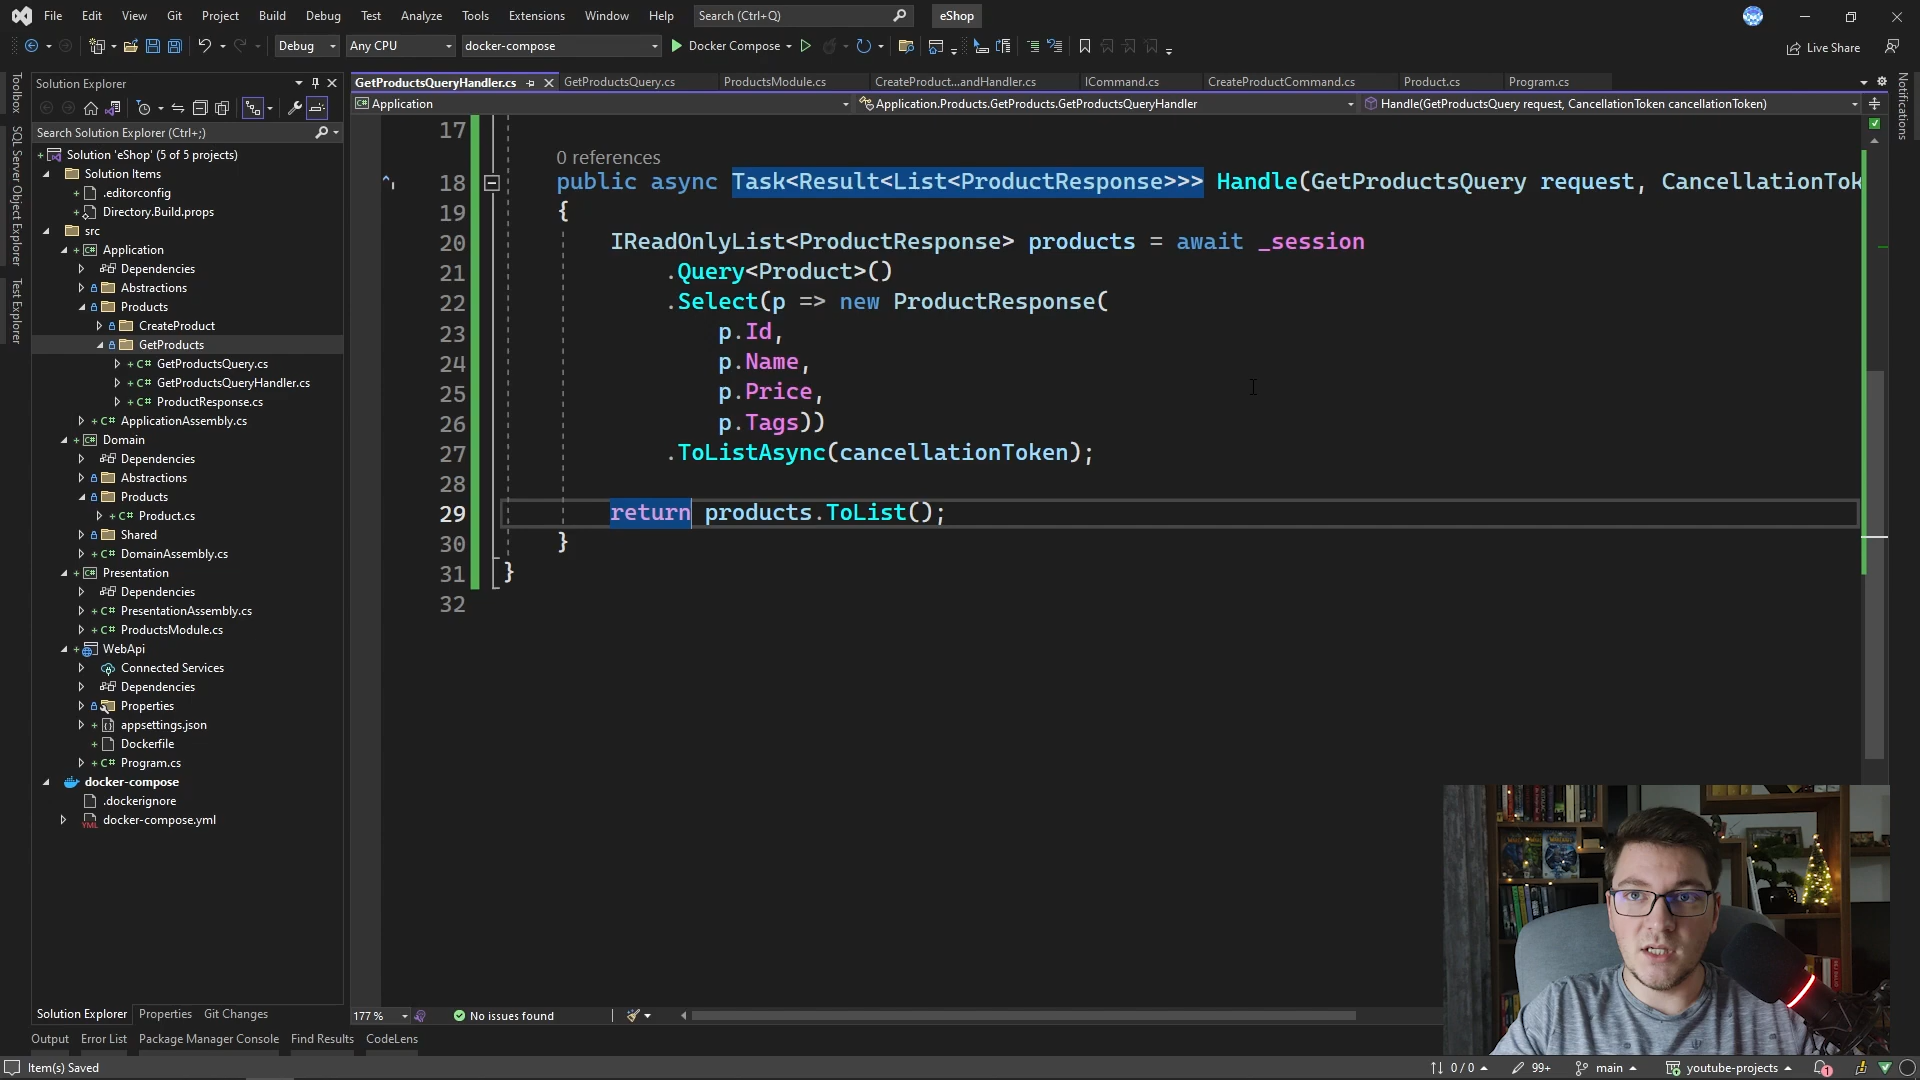 File Edit View Git Project Build Debug Test Analyze Tools Extensions Window Help Search (Ctrl+Q) eShop
Debug Any CPU docker-compose Docker Compose Live Share
Toolbox
SQL Server Object Explorer
Test Explorer
Notifications
Solution Explorer
Search Solution Explorer (Ctrl+;)
Solution 'eShop' (5 of 5 projects)
Solution Items
.editorconfig
Directory.Build.props
src
Application
Dependencies
Abstractions
Products
CreateProduct
GetProducts
C# GetProductsQuery.cs
C# GetProductsQueryHandler.cs
C# ProductResponse.cs
C# ApplicationAssembly.cs
Domain
Dependencies
Abstractions
Products
C# Product.cs
Shared
C# DomainAssembly.cs
Presentation
Dependencies
C# PresentationAssembly.cs
C# ProductsModule.cs
WebApi
Connected Services
Dependencies
Properties
appsettings.json
Dockerfile
C# Program.cs
docker-compose
.dockerignore
docker-compose.yml
Solution Explorer Properties Git Changes
GetProductsQueryHandler.cs GetProductsQuery.cs ProductsModule.cs CreateProduct...andHandler.cs ICommand.cs CreateProductCommand.cs Product.cs Program.cs
Application Application.Products.GetProducts.GetProductsQueryHandler Handle(GetProductsQuery request, CancellationToken cancellationToken)
17
0 references
18 public async Task<Result<List<ProductResponse>>> Handle(GetProductsQuery request, CancellationTok
19 {
20 IReadOnlyList<ProductResponse> products = await _session
21 .Query<Product>()
22 .Select(p => new ProductResponse(
23 p.Id,
24 p.Name,
25 p.Price,
26 p.Tags))
27 .ToListAsync(cancellationToken);
28
29 return products.ToList();
30 }
31 }
32
177 % No issues found
Output Error List Package Manager Console Find Results CodeLens
Item(s) Saved 0 / 0 99+ main youtube-projects 1